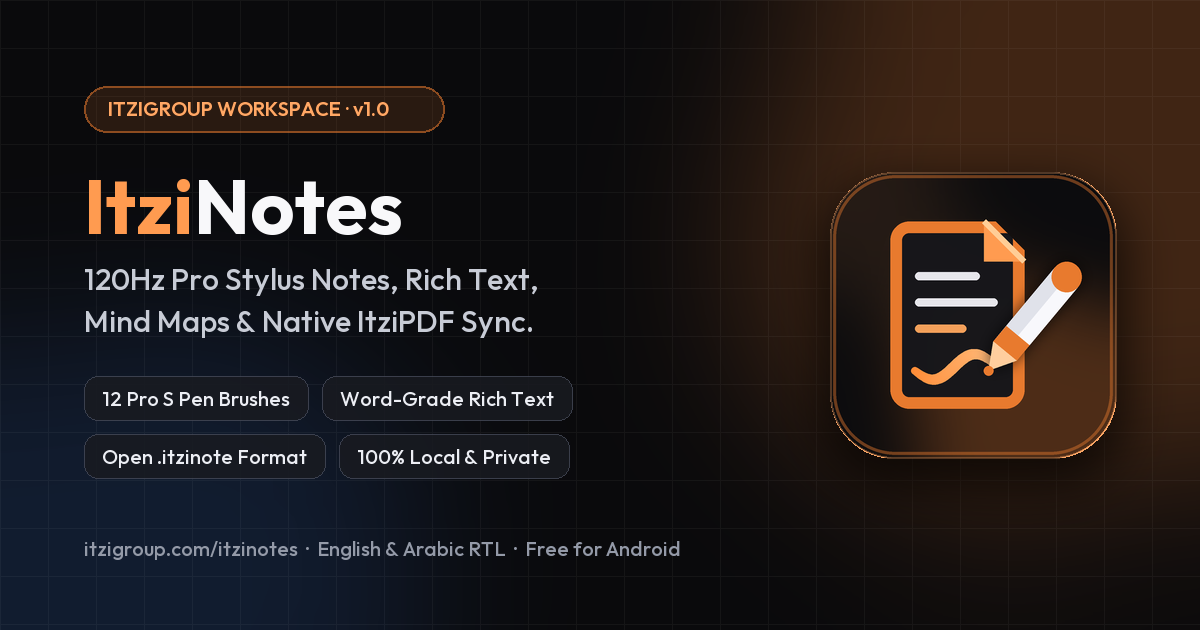 ITZIGROUP WORKSPACE · v1.0
ItziNotes
120Hz Pro Stylus Notes, Rich Text,
Mind Maps & Native ItziPDF Sync.
12 Pro S Pen Brushes
Word-Grade Rich Text
Open .itzinote Format
100% Local & Private
itzigroup.com/itzinotes · English & Arabic RTL · Free for Android